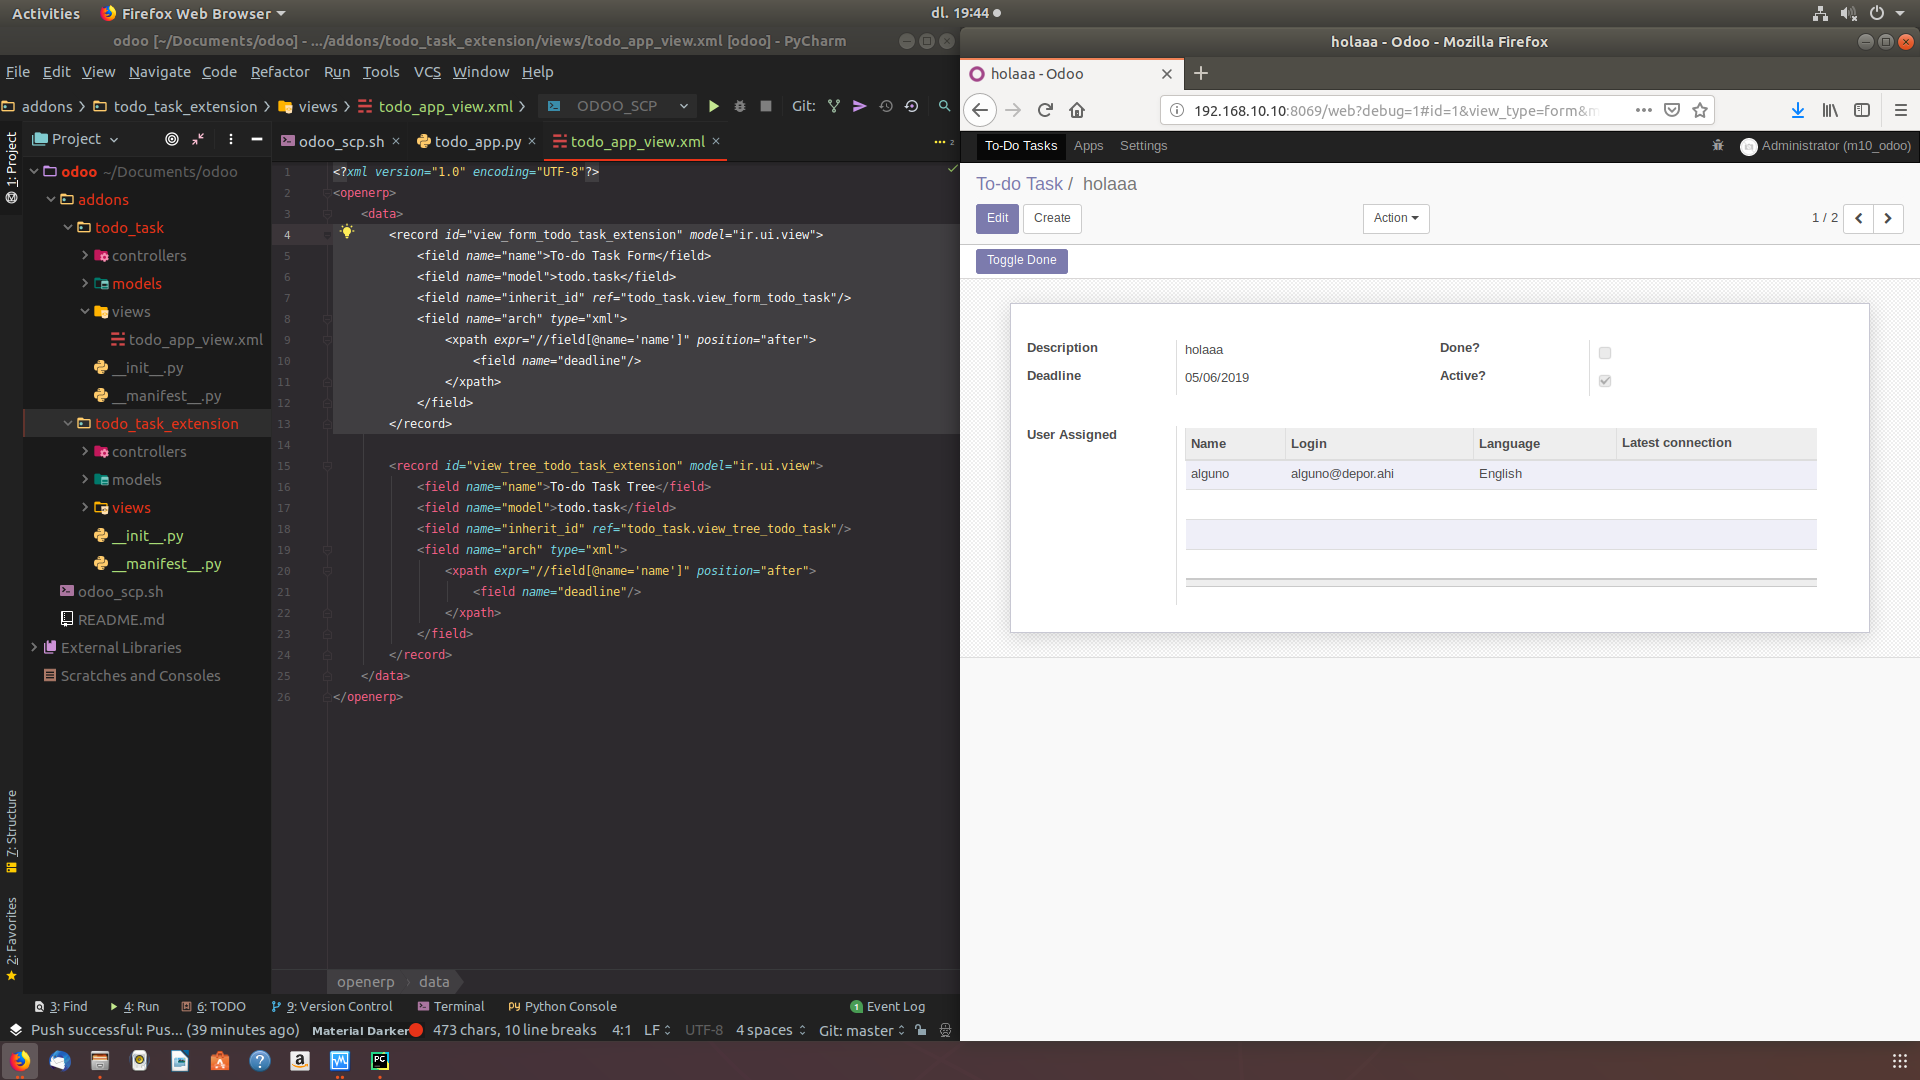 Activities Firefox Web Browser dl. 19:44
odoo [~/Documents/odoo] - .../addons/todo_task_extension/views/todo_app_view.xml [odoo] - PyCharm
File Edit View Navigate Code Refactor Run Tools VCS Window Help
addons todo_task_extension views todo_app_view.xml ODOO_SCP Git:
Project
odoo_scp.sh todo_app.py todo_app_view.xml 2
1: Project
odoo ~/Documents/odoo
addons
todo_task
controllers
models
views
todo_app_view.xml
__init__.py
__manifest__.py
todo_task_extension
controllers
models
views
__init__.py
__manifest__.py
odoo_scp.sh
README.md
External Libraries
Scratches and Consoles
7: Structure
2: Favorites
1 <?xml version="1.0" encoding="UTF-8"?>
2 <openerp>
3 <data>
4 <record id="view_form_todo_task_extension" model="ir.ui.view">
5 <field name="name">To-do Task Form</field>
6 <field name="model">todo.task</field>
7 <field name="inherit_id" ref="todo_task.view_form_todo_task"/>
8 <field name="arch" type="xml">
9 <xpath expr="//field[@name='name']" position="after">
10 <field name="deadline"/>
11 </xpath>
12 </field>
13 </record>
14
15 <record id="view_tree_todo_task_extension" model="ir.ui.view">
16 <field name="name">To-do Task Tree</field>
17 <field name="model">todo.task</field>
18 <field name="inherit_id" ref="todo_task.view_tree_todo_task"/>
19 <field name="arch" type="xml">
20 <xpath expr="//field[@name='name']" position="after">
21 <field name="deadline"/>
22 </xpath>
23 </field>
24 </record>
25 </data>
26 </openerp>
openerp data
3: Find 4: Run 6: TODO 9: Version Control Terminal Python Console 1 Event Log
Push successful: Pus... (39 minutes ago) Material Darker 473 chars, 10 line breaks 4:1 LF UTF-8 4 spaces Git: master
holaaa - Odoo - Mozilla Firefox
holaaa - Odoo
192.168.10.10:8069/web?debug=1#id=1&view_type=form&m
To-Do Tasks Apps Settings Administrator (m10_odoo)
To-do Task / holaaa
Edit Create Action 1 / 2
Toggle Done
Description holaaa Done?
Deadline 05/06/2019 Active?
User Assigned
Name Login Language Latest connection
alguno alguno@depor.ahi English